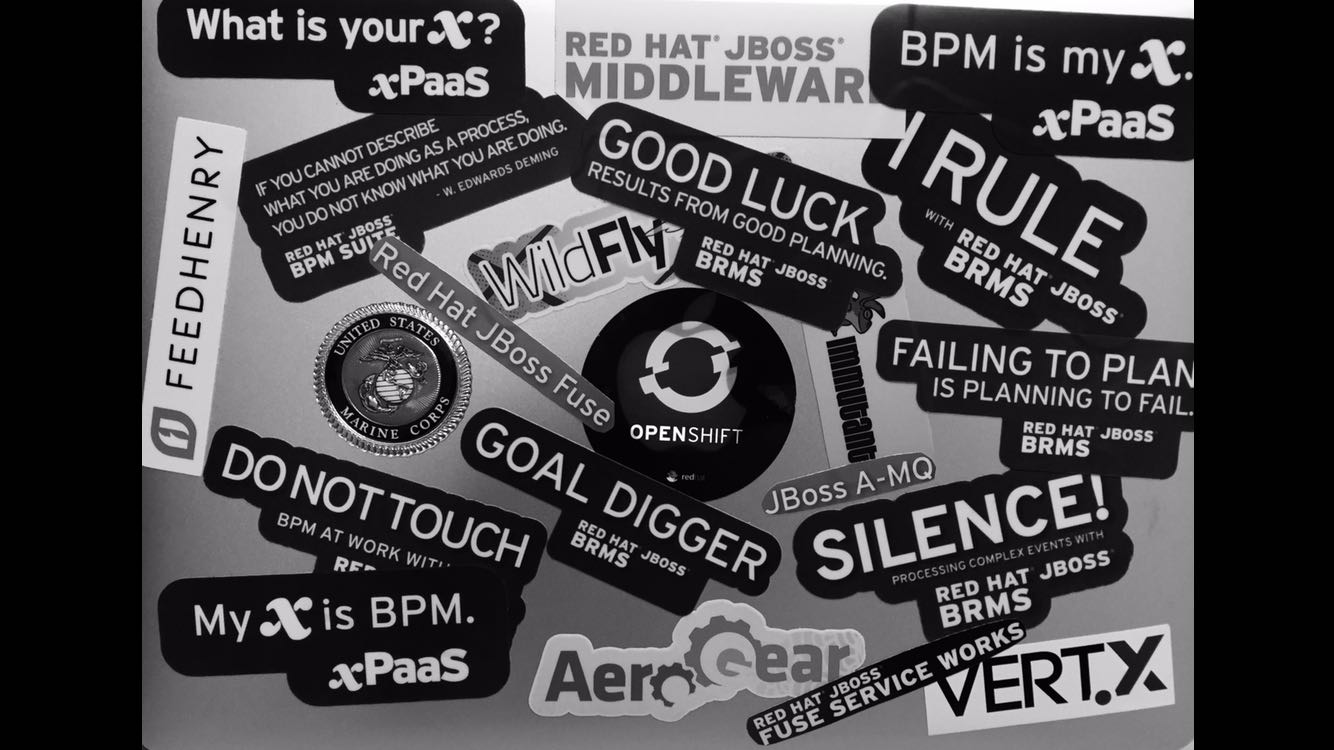 What is your x?
xPaaS
RED HAT® JBOSS®
MIDDLEWAR
BPM is my x.
xPaaS
FEEDHENRY
IF YOU CANNOT DESCRIBE
WHAT YOU ARE DOING AS A PROCESS,
YOU DO NOT KNOW WHAT YOU ARE DOING.
- W. EDWARDS DEMING
RED HAT® JBOSS®
BPM SUITE
GOOD LUCK
RESULTS FROM GOOD PLANNING.
RED HAT® JBOSS®
BRMS
I RULE
WITH RED HAT® JBOSS®
BRMS
WildFly
Red Hat JBoss Fuse
UNITED STATES
MARINE CORPS
OPENSHIFT
redhat
immutant
FAILING TO PLAN
IS PLANNING TO FAIL.
RED HAT® JBOSS®
BRMS
JBoss A-MQ
DO NOT TOUCH
BPM AT WORK WITH
RED
GOAL DIGGER
RED HAT® JBOSS®
BRMS
SILENCE!
PROCESSING COMPLEX EVENTS WITH
RED HAT® JBOSS®
BRMS
My x is BPM.
xPaaS
AeroGear
RED HAT® JBOSS®
FUSE SERVICE WORKS
VERT.X